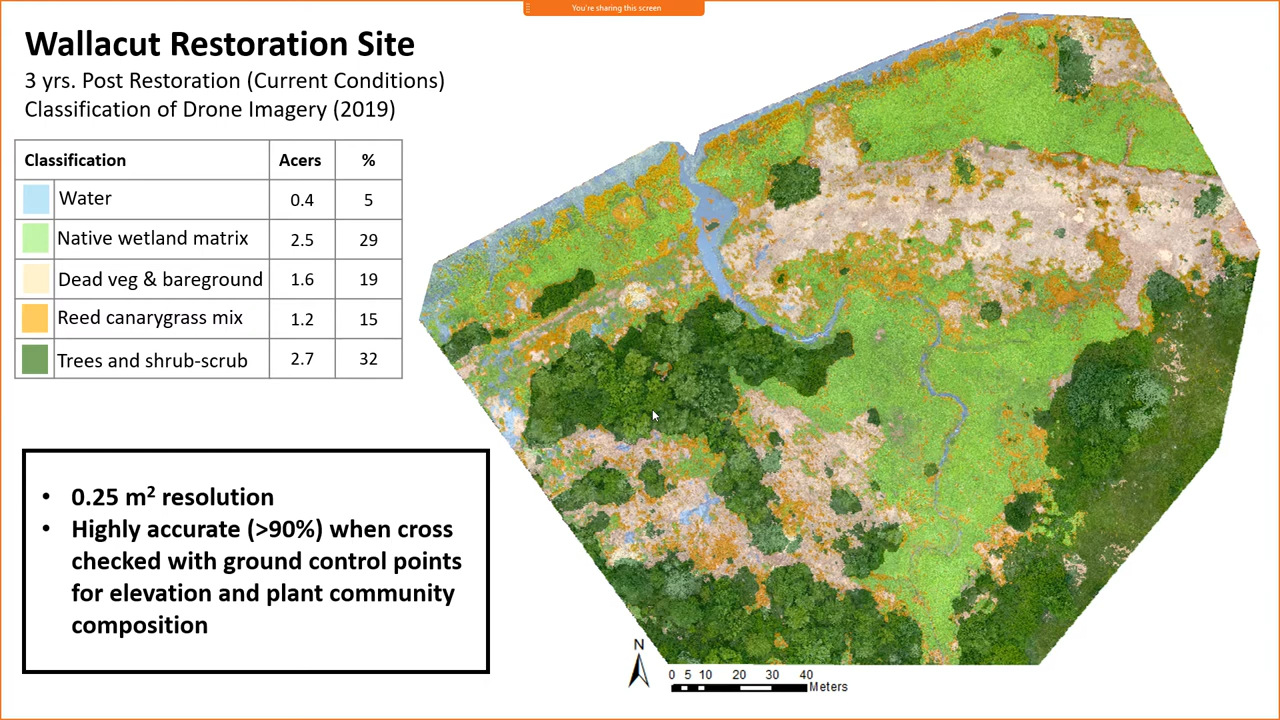 You're sharing this screen
Wallacut Restoration Site
3 yrs. Post Restoration (Current Conditions)
Classification of Drone Imagery (2019)
Classification Acers %
Water 0.4 5
Native wetland matrix 2.5 29
Dead veg & bareground 1.6 19
Reed canarygrass mix 1.2 15
Trees and shrub-scrub 2.7 32
• 0.25 m² resolution
• Highly accurate (>90%) when cross
checked with ground control points
for elevation and plant community
composition
N
0 5 10 20 30 40
Meters